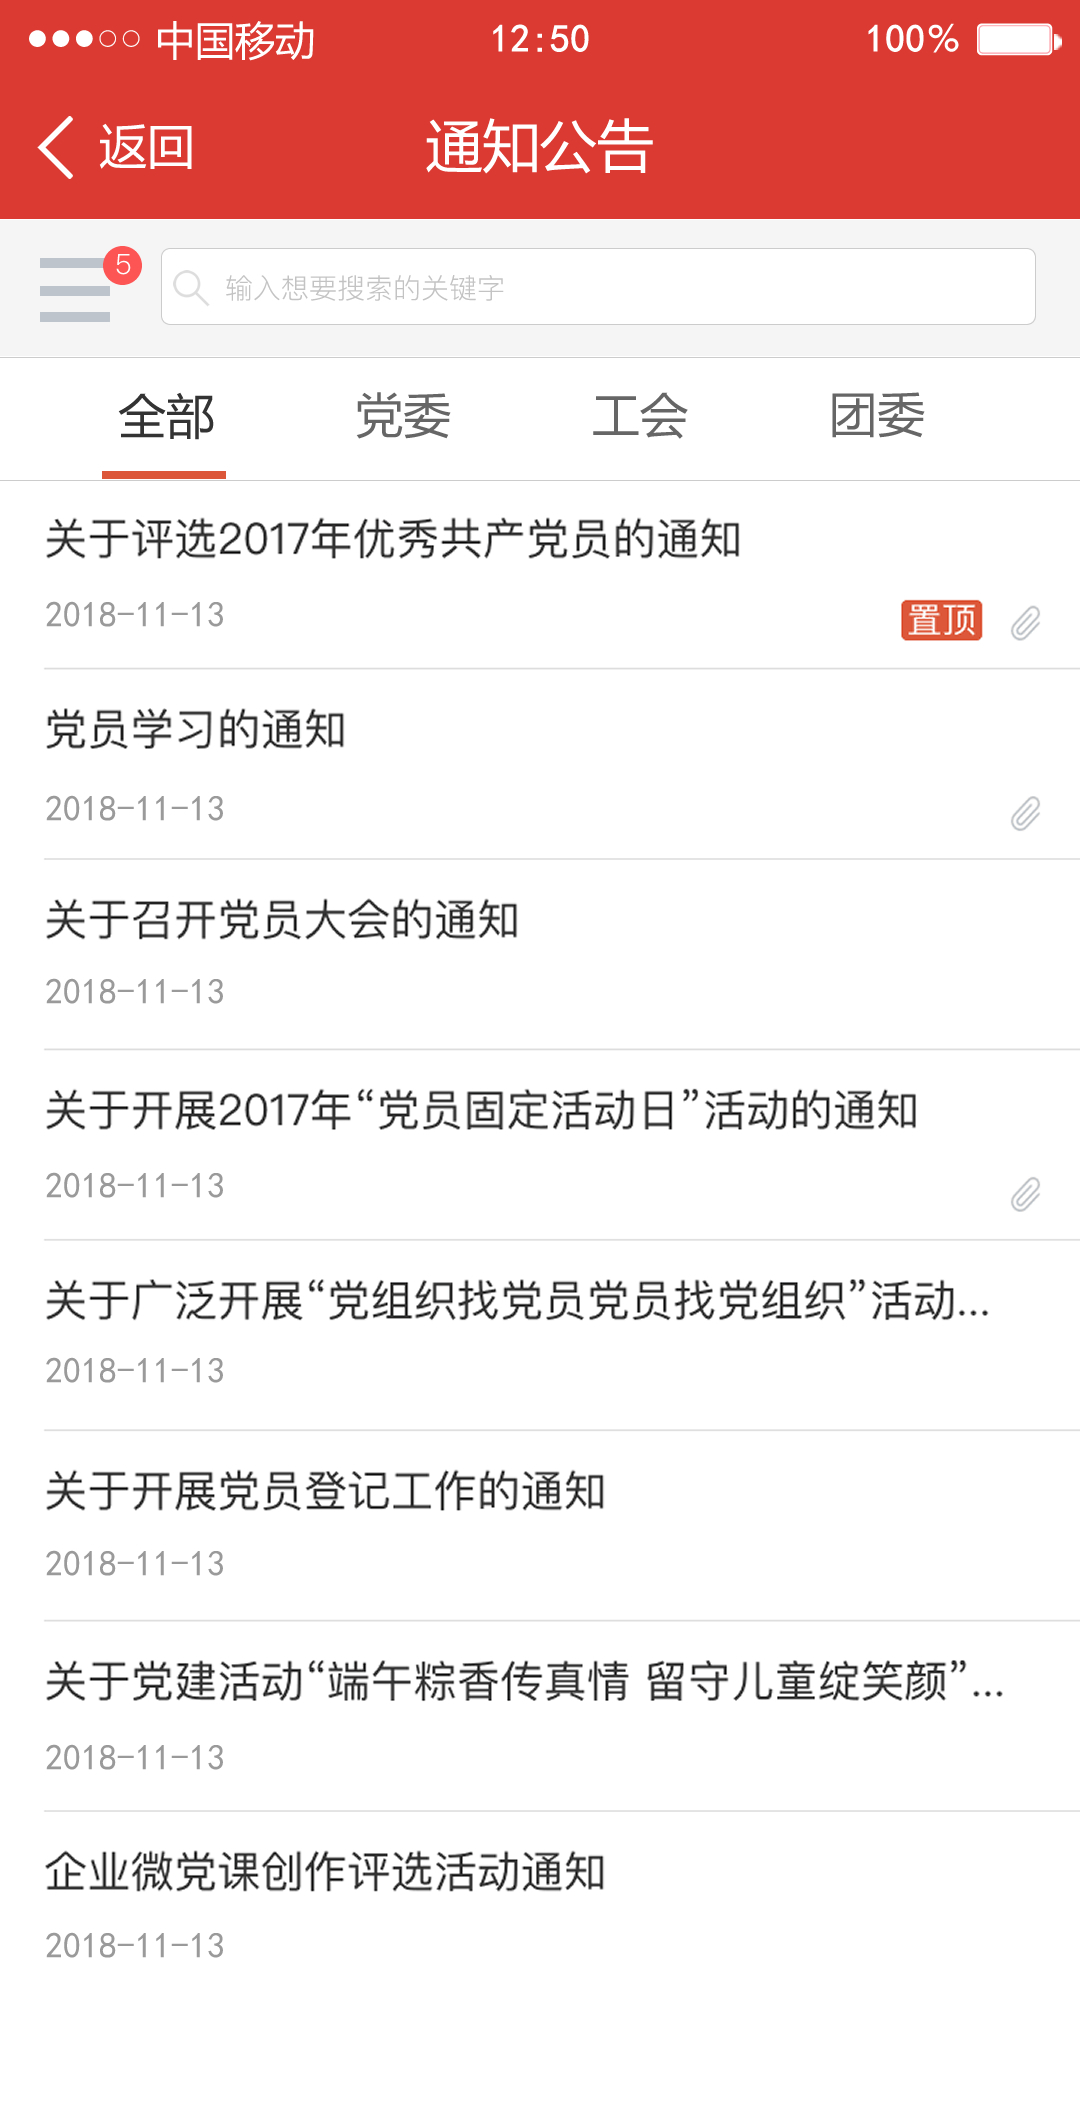 中国移动 12:50 100%
返回 通知公告
5 输入想要搜索的关键字
全部 党委 工会 团委
关于评选2017年优秀共产党员的通知
2018-11-13 置顶
党员学习的通知
2018-11-13
关于召开党员大会的通知
2018-11-13
关于开展2017年“党员固定活动日”活动的通知
2018-11-13
关于广泛开展“党组织找党员党员找党组织”活动...
2018-11-13
关于开展党员登记工作的通知
2018-11-13
关于党建活动“端午粽香传真情 留守儿童绽笑颜”...
2018-11-13
企业微党课创作评选活动通知
2018-11-13